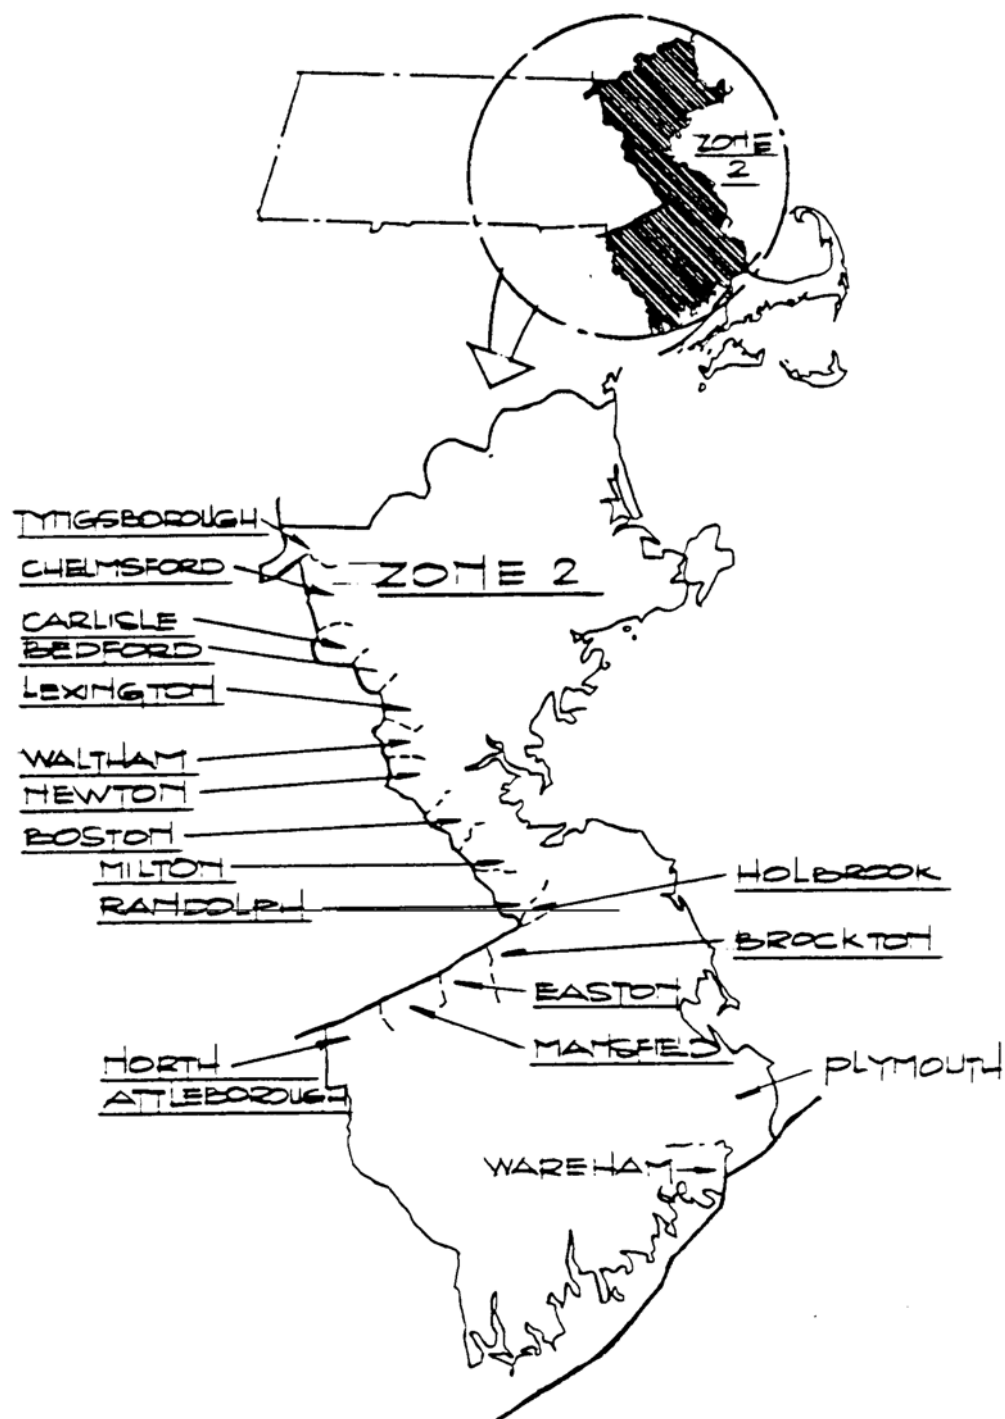 ZONE
2
TYNGSBOROUGH
CHELMSFORD
ZONE 2
CARLISLE
BEDFORD
LEXINGTON
WALTHAM
NEWTON
BOSTON
MILTON
RANDOLPH
HOLBROOK
BROCKTON
EASTON
MANSFIELD
NORTH
ATTLEBOROUGH
PLYMOUTH
WAREHAM